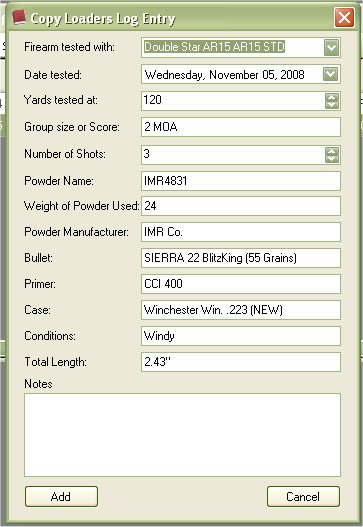 Copy Loaders Log Entry
Firearm tested with: Double Star AR15 AR15 STD
Date tested: Wednesday, November 05, 2008
Yards tested at: 120
Group size or Score: 2 MOA
Number of Shots: 3
Powder Name: IMR4831
Weight of Powder Used: 24
Powder Manufacturer: IMR Co.
Bullet: SIERRA 22 BlitzKing (55 Grains)
Primer: CCI 400
Case: Winchester Win. .223 (NEW)
Conditions: Windy
Total Length: 2.43"
Notes
Add Cancel